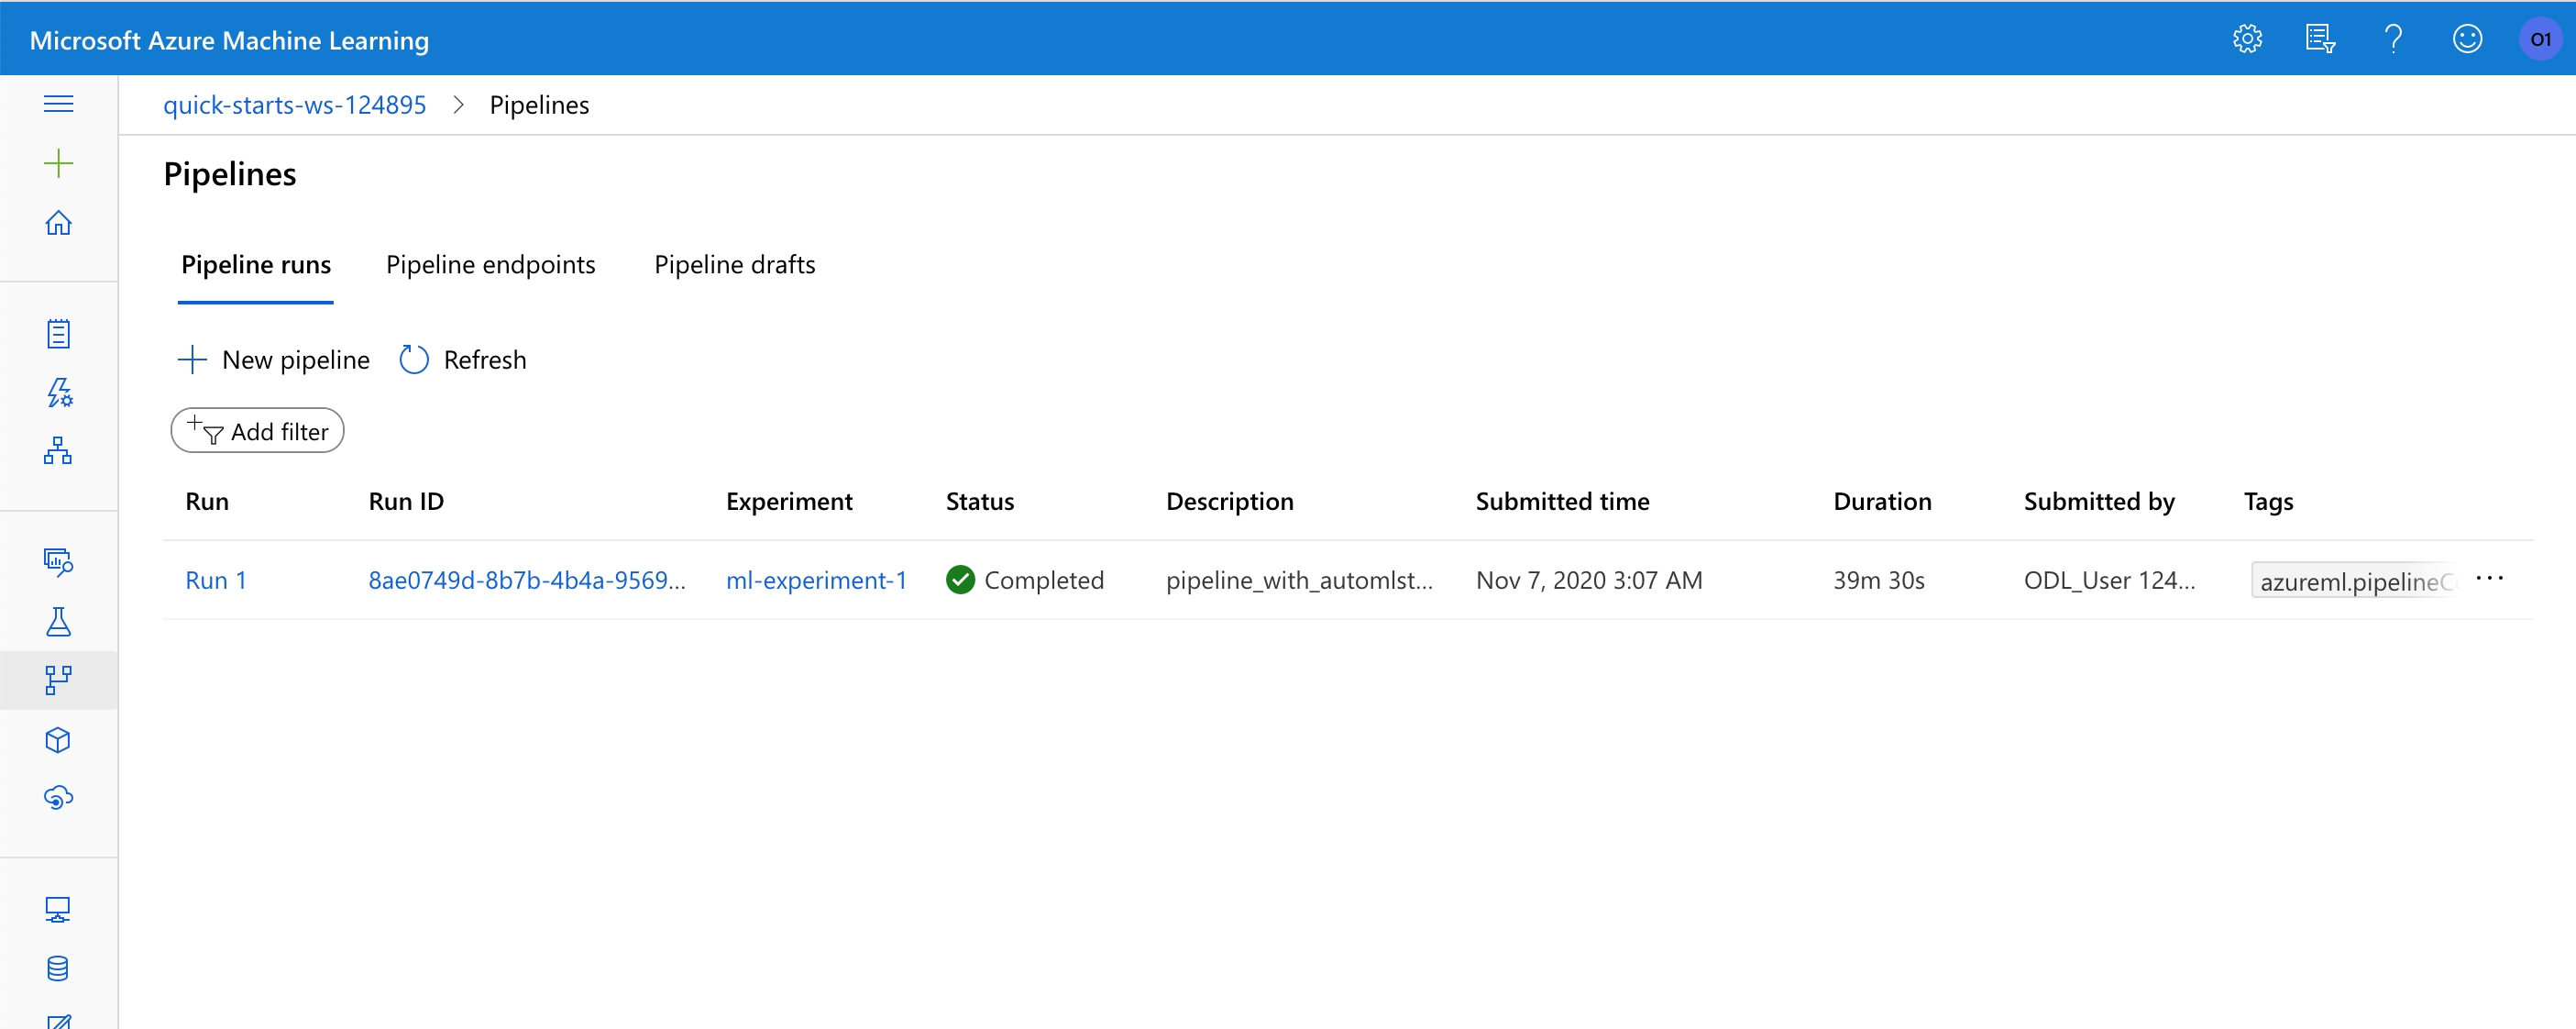 Microsoft Azure Machine Learning
O1
quick-starts-ws-124895 > Pipelines
Pipelines
Pipeline runs Pipeline endpoints Pipeline drafts
New pipeline Refresh
Add filter
Run Run ID Experiment Status Description Submitted time Duration Submitted by Tags
Run 1 8ae0749d-8b7b-4b4a-9569... ml-experiment-1 Completed pipeline_with_automlst... Nov 7, 2020 3:07 AM 39m 30s ODL_User 124... azureml.pipelineC ...